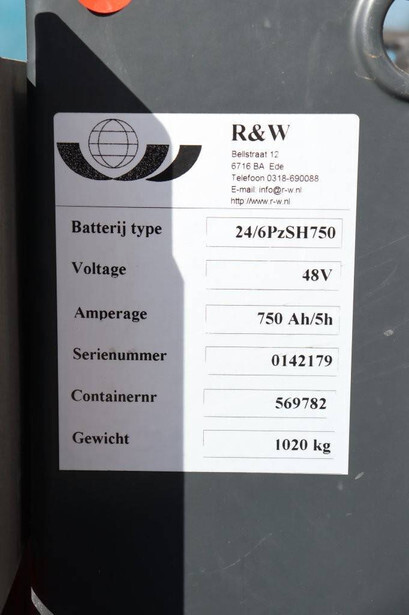 R&W
Bellstraat 12
6716 BA Ede
Telefoon 0318-690088
E-mail: info@r-w.nl
http://www.r-w.nl
Batterij type 24/6PzSH750
Voltage 48V
Amperage 750 Ah/5h
Serienummer 0142179
Containernr 569782
Gewicht 1020 kg